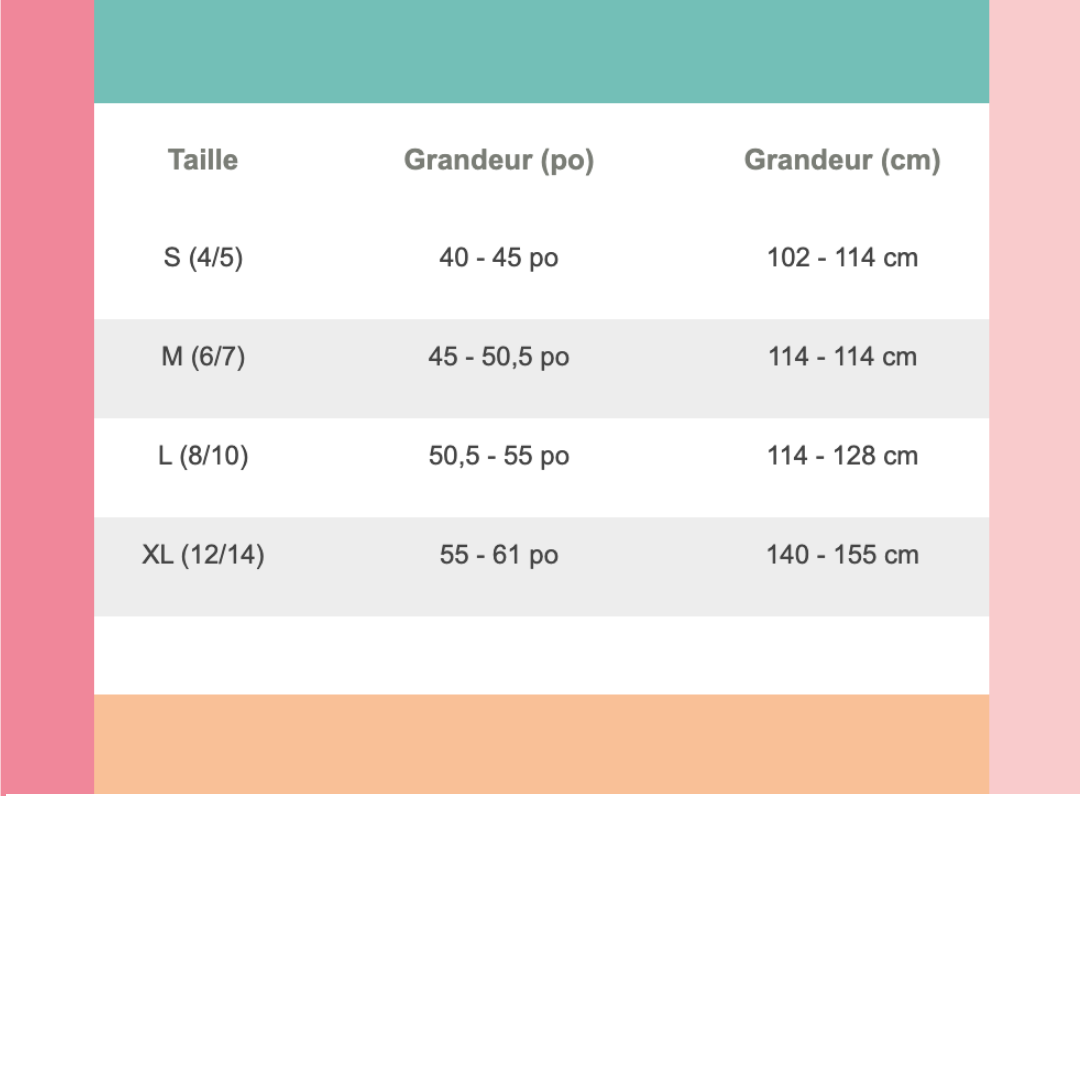 Taille Grandeur (po) Grandeur (cm)
S (4/5) 40 - 45 po 102 - 114 cm
M (6/7) 45 - 50,5 po 114 - 114 cm
L (8/10) 50,5 - 55 po 114 - 128 cm
XL (12/14) 55 - 61 po 140 - 155 cm